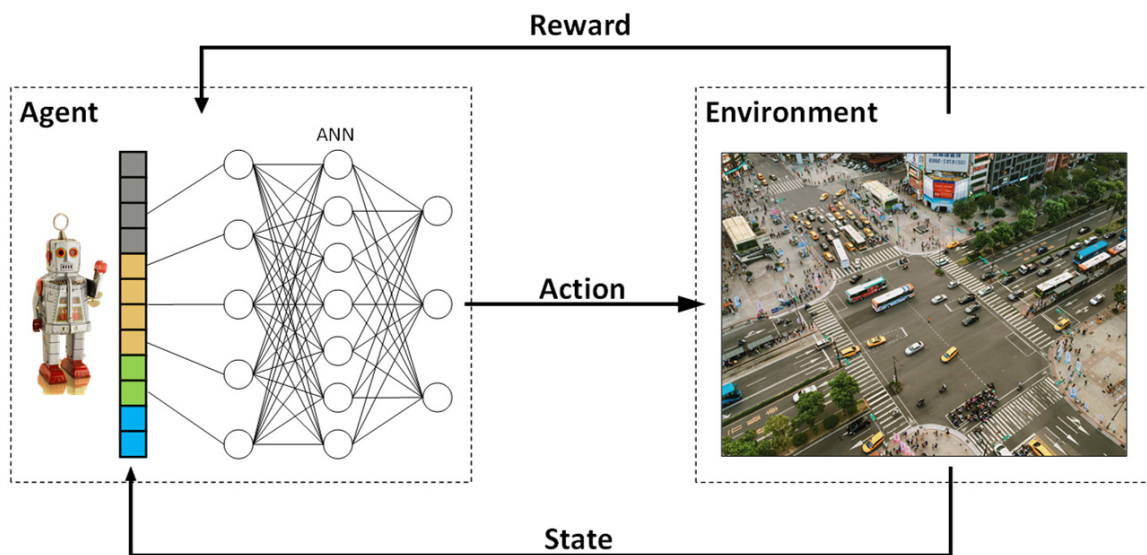 Reward
Agent
Environment
ANN
Action
State